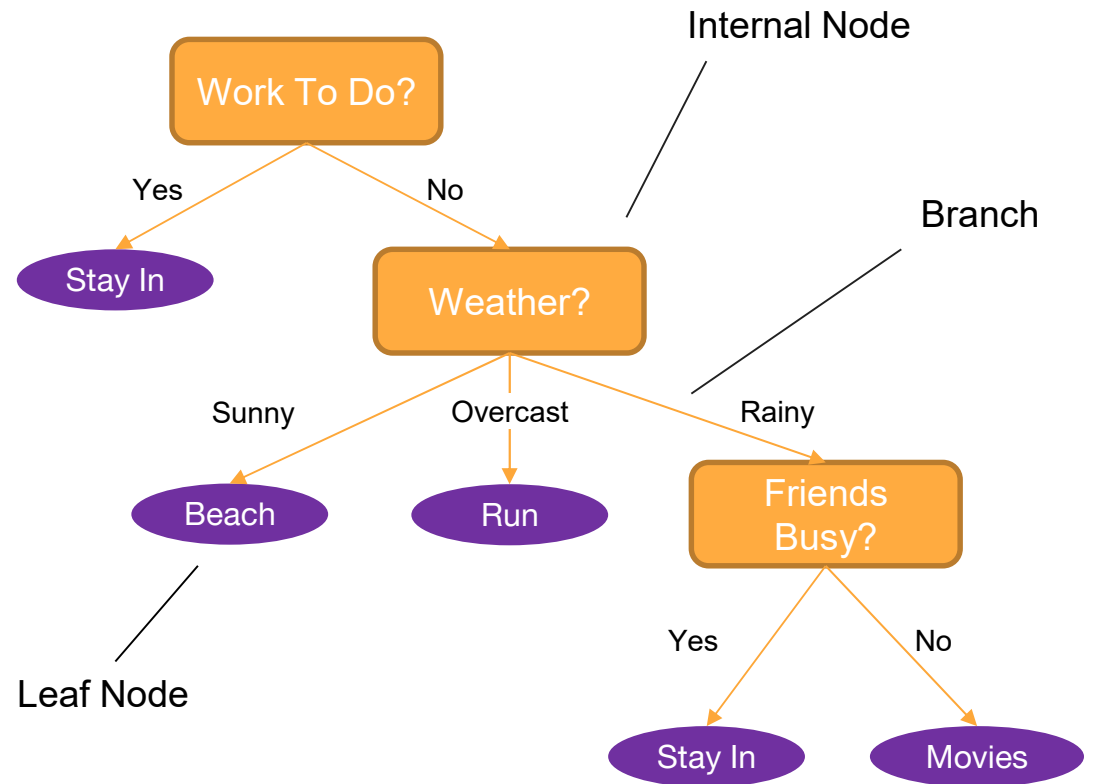 Internal Node
Work To Do?
Yes
No
Branch
Stay In
Weather?
Sunny
Overcast
Rainy
Beach
Run
Friends
Busy?
Yes
No
Leaf Node
Stay In
Movies